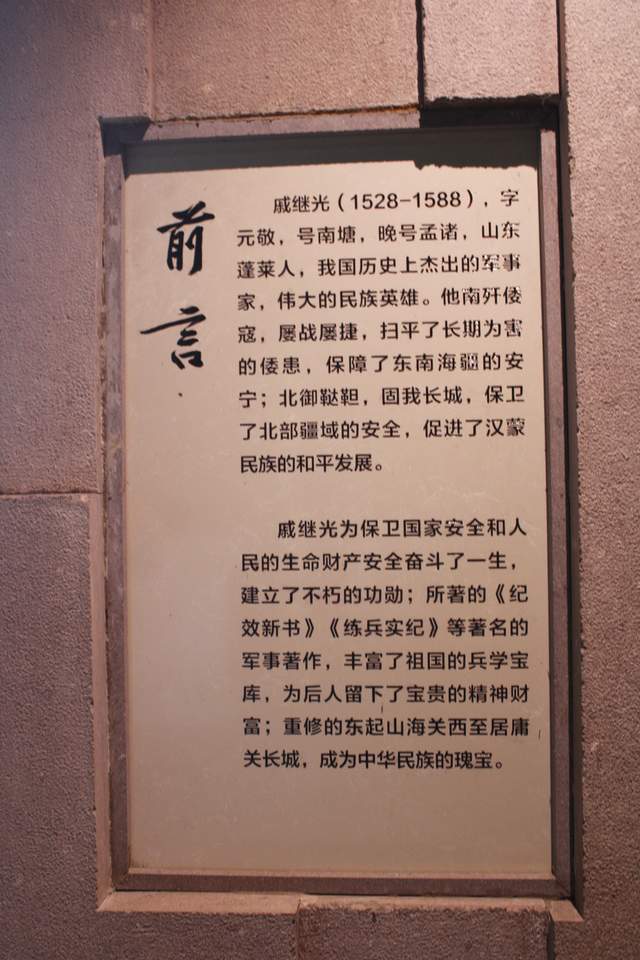 前言
戚继光（1528-1588），字
元敬，号南塘，晚号孟诸，山东
蓬莱人，我国历史上杰出的军事
家，伟大的民族英雄。他南歼倭
寇，屡战屡捷，扫平了长期为害
的倭患，保障了东南海疆的安
宁；北御鞑靼，固我长城，保卫
了北部疆域的安全，促进了汉蒙
民族的和平发展。
戚继光为保卫国家安全和人
民的生命财产安全奋斗了一生，
建立了不朽的功勋；所著的《纪
效新书》《练兵实纪》等著名的
军事著作，丰富了祖国的兵学宝
库，为后人留下了宝贵的精神财
富；重修的东起山海关西至居庸
关长城，成为中华民族的瑰宝。